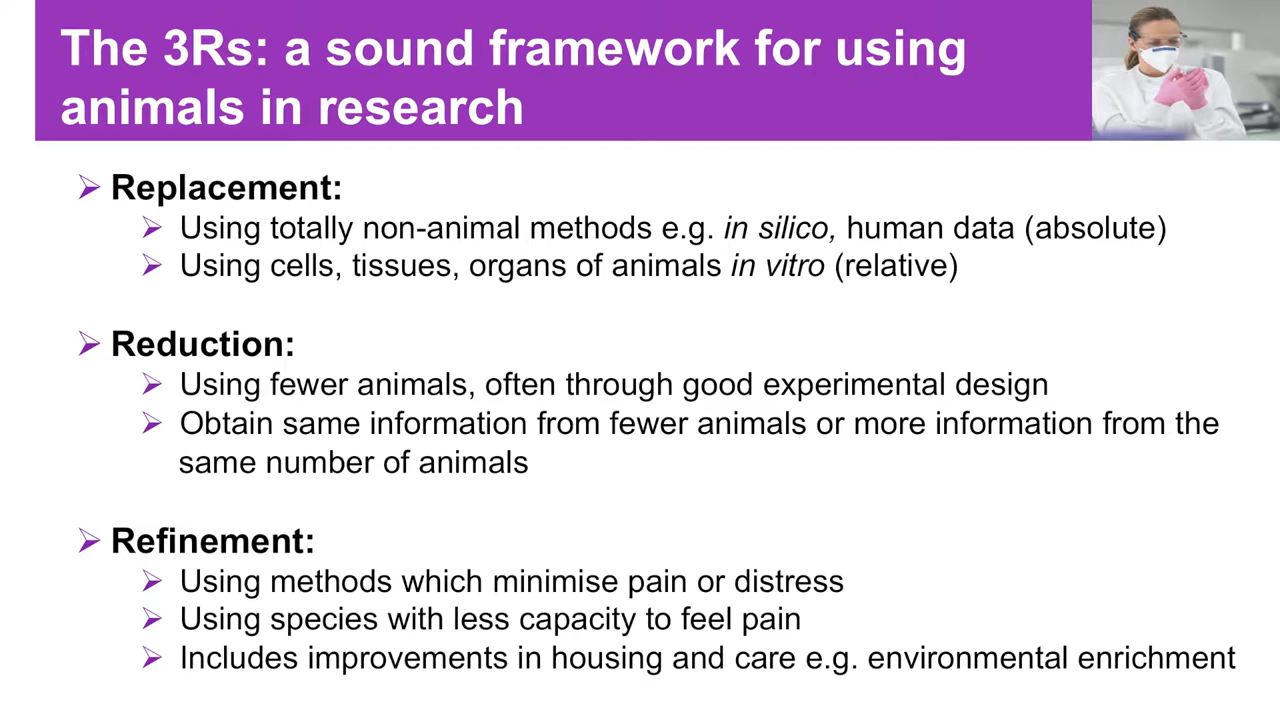 The 3Rs: a sound framework for using
animals in research
Replacement:
Using totally non-animal methods e.g. in silico, human data (absolute)
Using cells, tissues, organs of animals in vitro (relative)
Reduction:
Using fewer animals, often through good experimental design
Obtain same information from fewer animals or more information from the
same number of animals
Refinement:
Using methods which minimise pain or distress
Using species with less capacity to feel pain
Includes improvements in housing and care e.g. environmental enrichment